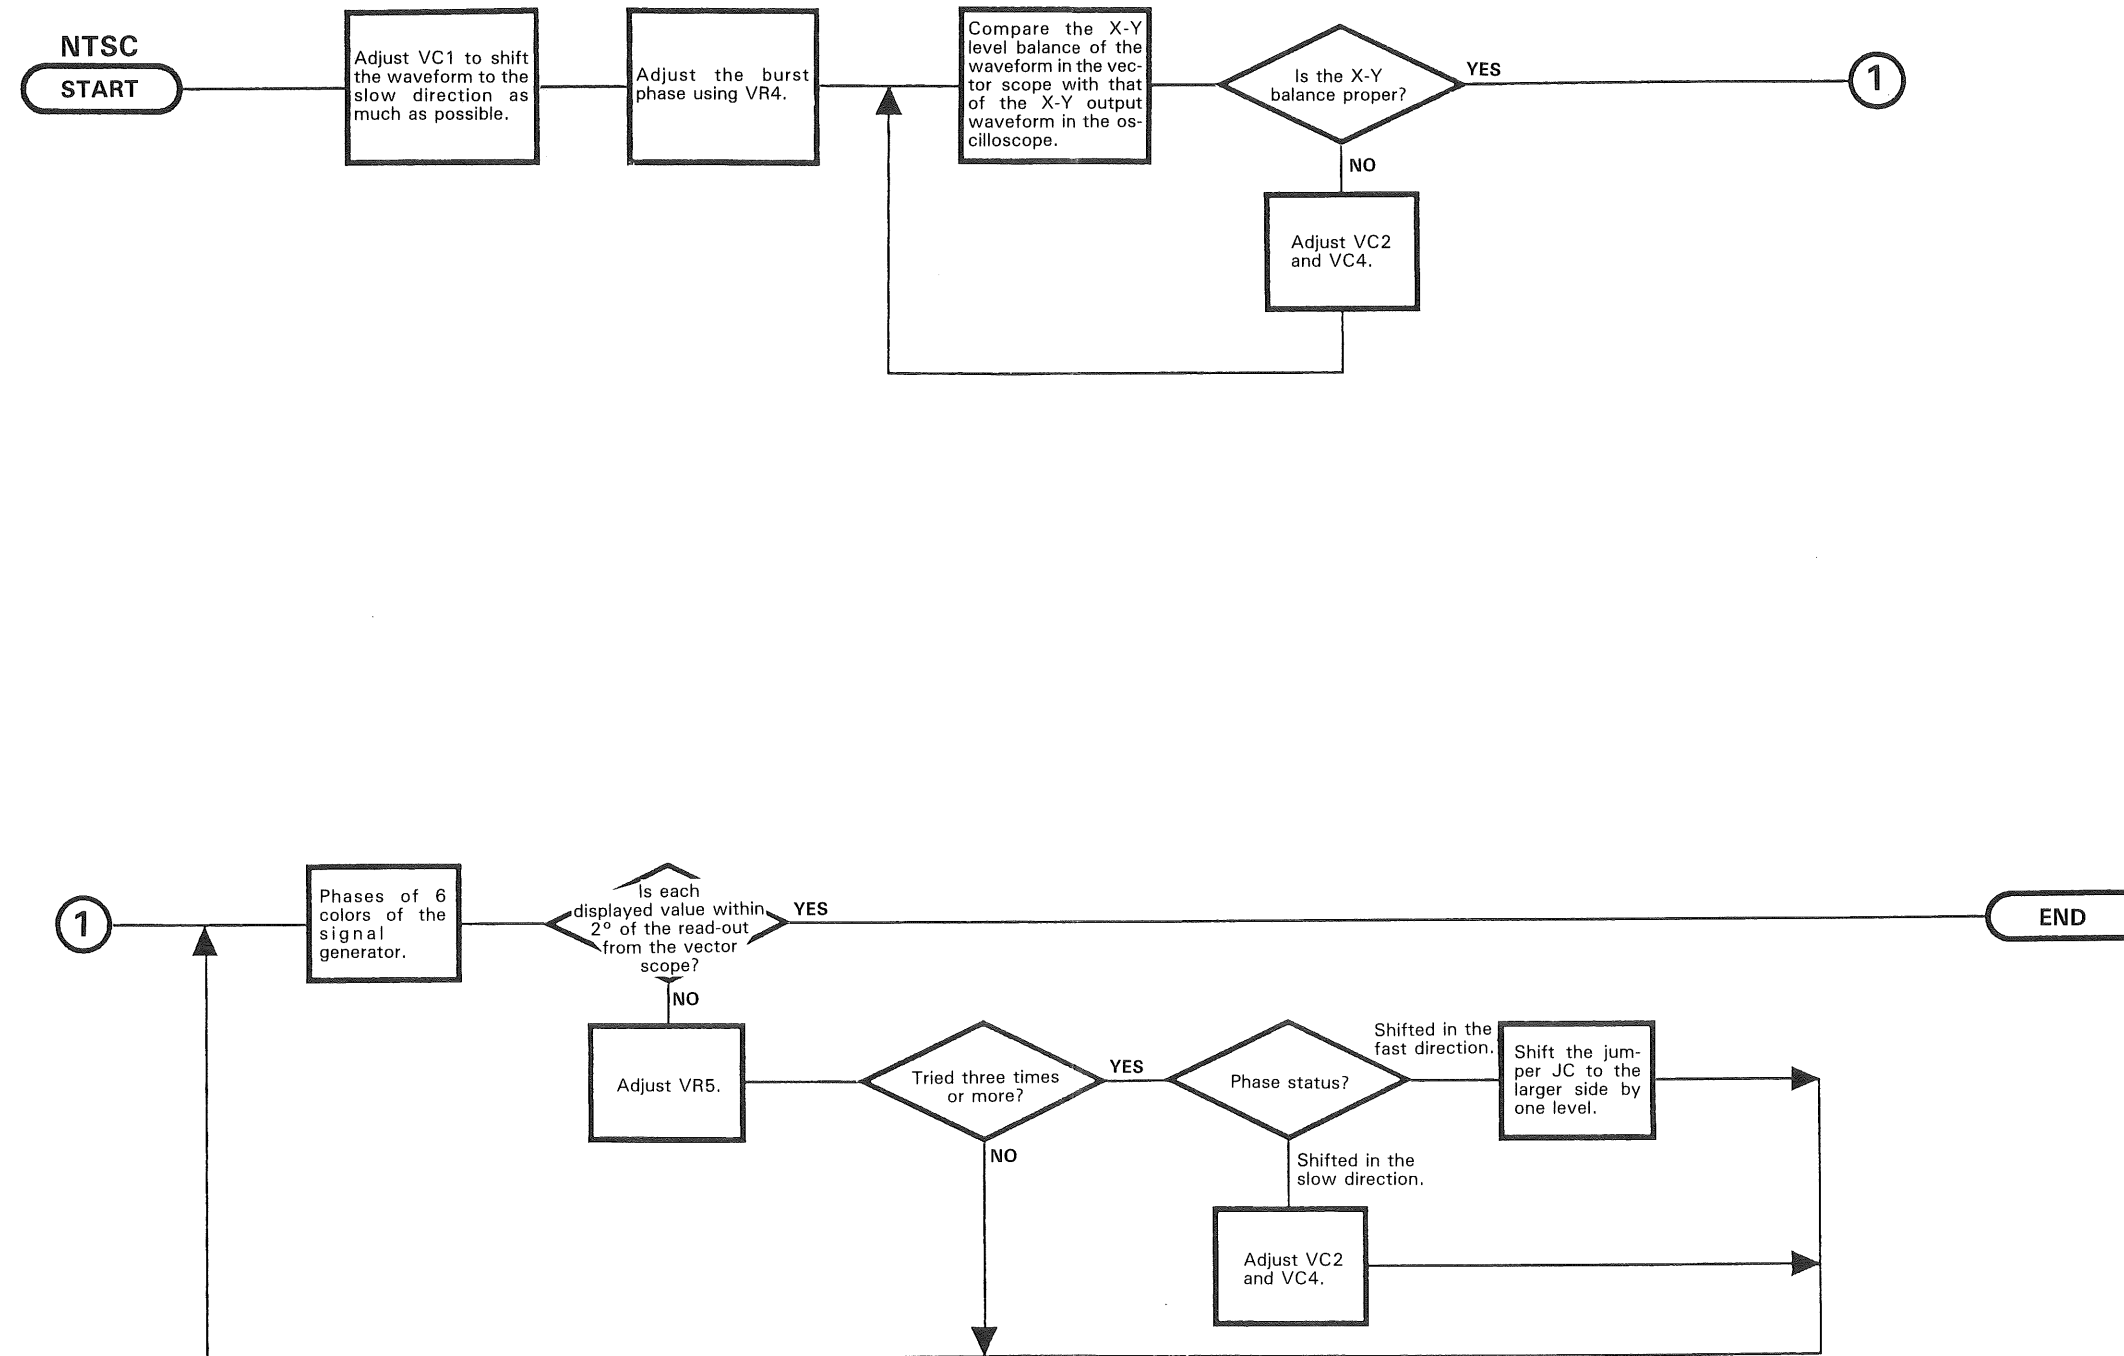 NTSC
START
Adjust VC1 to shift
the waveform to the
slow direction as
much as possible.
Adjust the burst
phase using VR4.
Compare the X-Y
level balance of the
waveform in the vec-
tor scope with that
of the X-Y output
waveform in the os-
cilloscope.
Is the X-Y
balance proper?
YES
1
NO
Adjust VC2
and VC4.
1
Phases of 6
colors of the
signal
generator.
Is each
displayed value within
2° of the read-out
from the vector
scope?
YES
END
NO
Adjust VR5.
Tried three times
or more?
YES
Phase status?
Shifted in the
fast direction.
Shift the jum-
per JC to the
larger side by
one level.
NO
Shifted in the
slow direction.
Adjust VC2
and VC4.